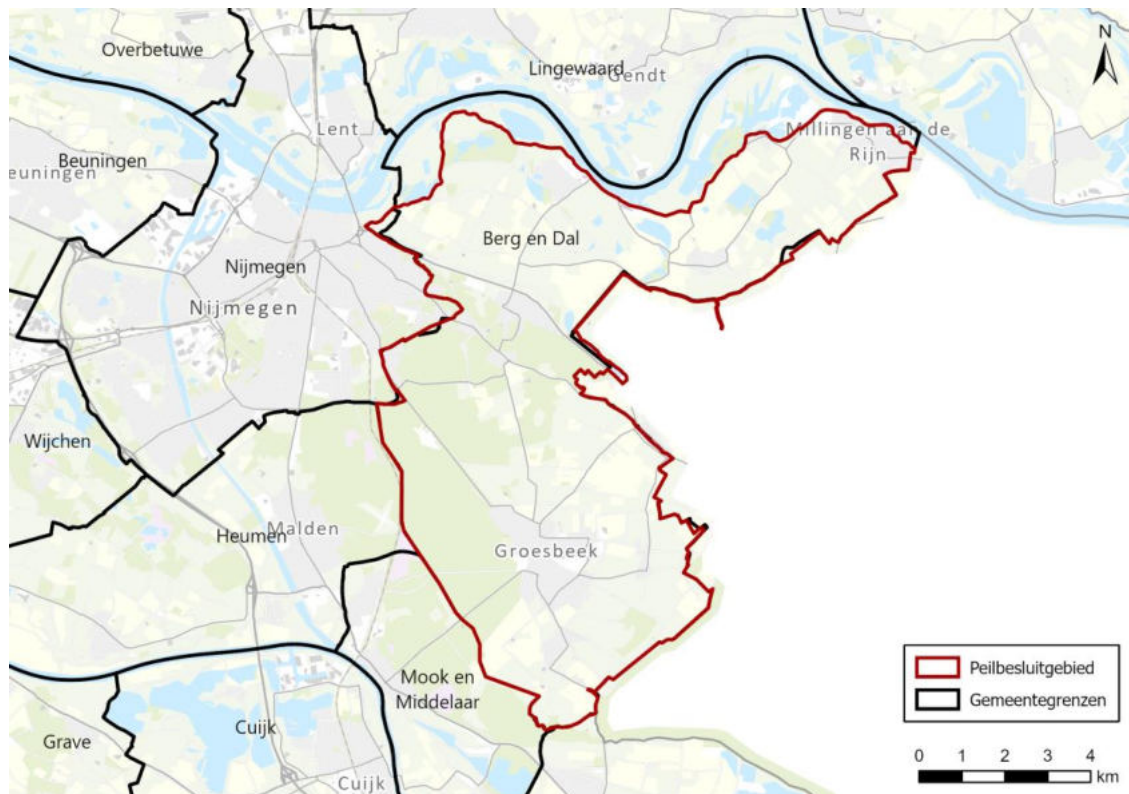 Overbetuwe
N
Lingewaard
Gendt
Lent
Millingen aan de
Rijn
Beuningen
euningen
Berg en Dal
Nijmegen
Nijmegen
Wijchen
Malden
Heumen
Groesbeek
Mook en
Middelaar
Cuijk
Grave
Cuijk
Peilbesluitgebied
Gemeentegrenzen
0 1 2 3 4
km